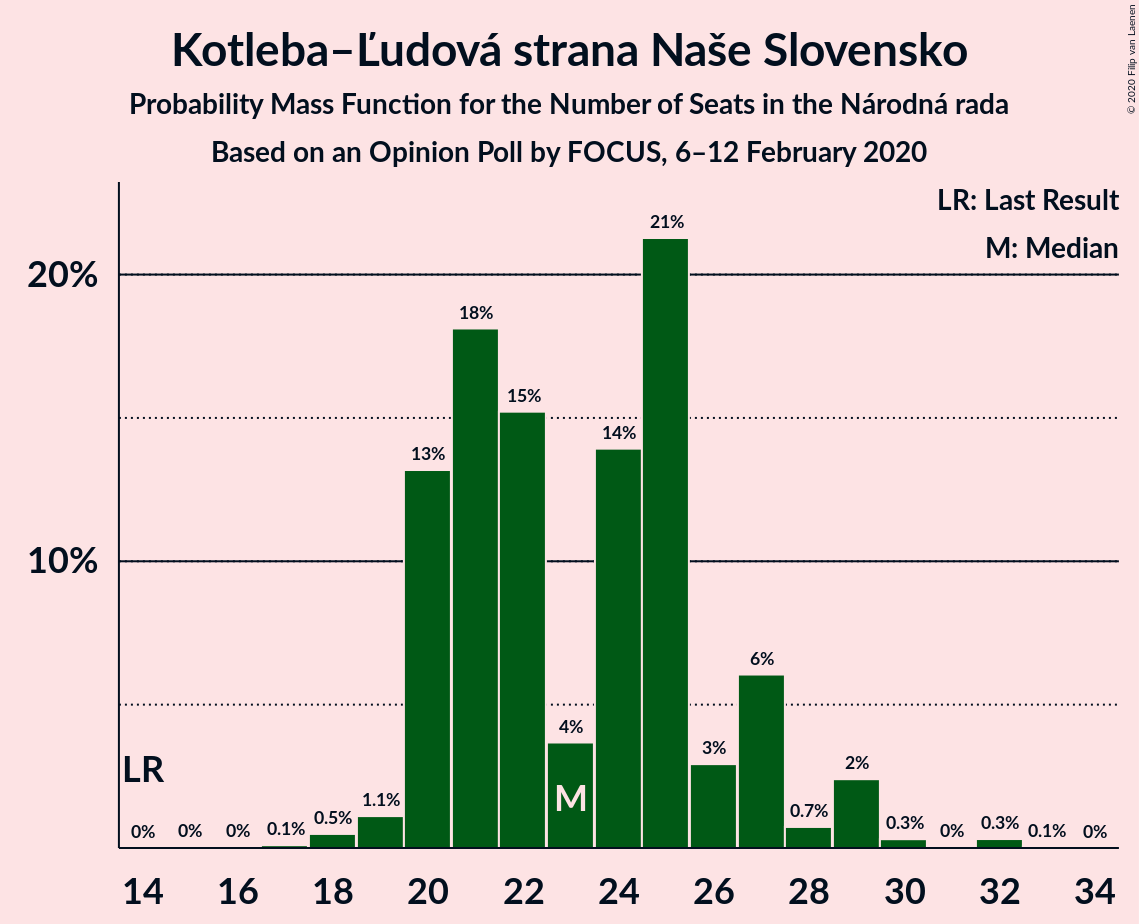 Kotleba–Ľudová strana Naše Slovensko
Probability Mass Function for the Number of Seats in the Národná rada
Based on an Opinion Poll by FOCUS, 6–12 February 2020
© 2020 Filip van Laenen
LR: Last Result
M: Median
20%
10%
LR
M
0%
0%
0%
0.1%
0.5%
1.1%
13%
18%
15%
4%
14%
21%
3%
6%
0.7%
2%
0.3%
0%
0.3%
0.1%
0%
14 16 18 20 22 24 26 28 30 32 34